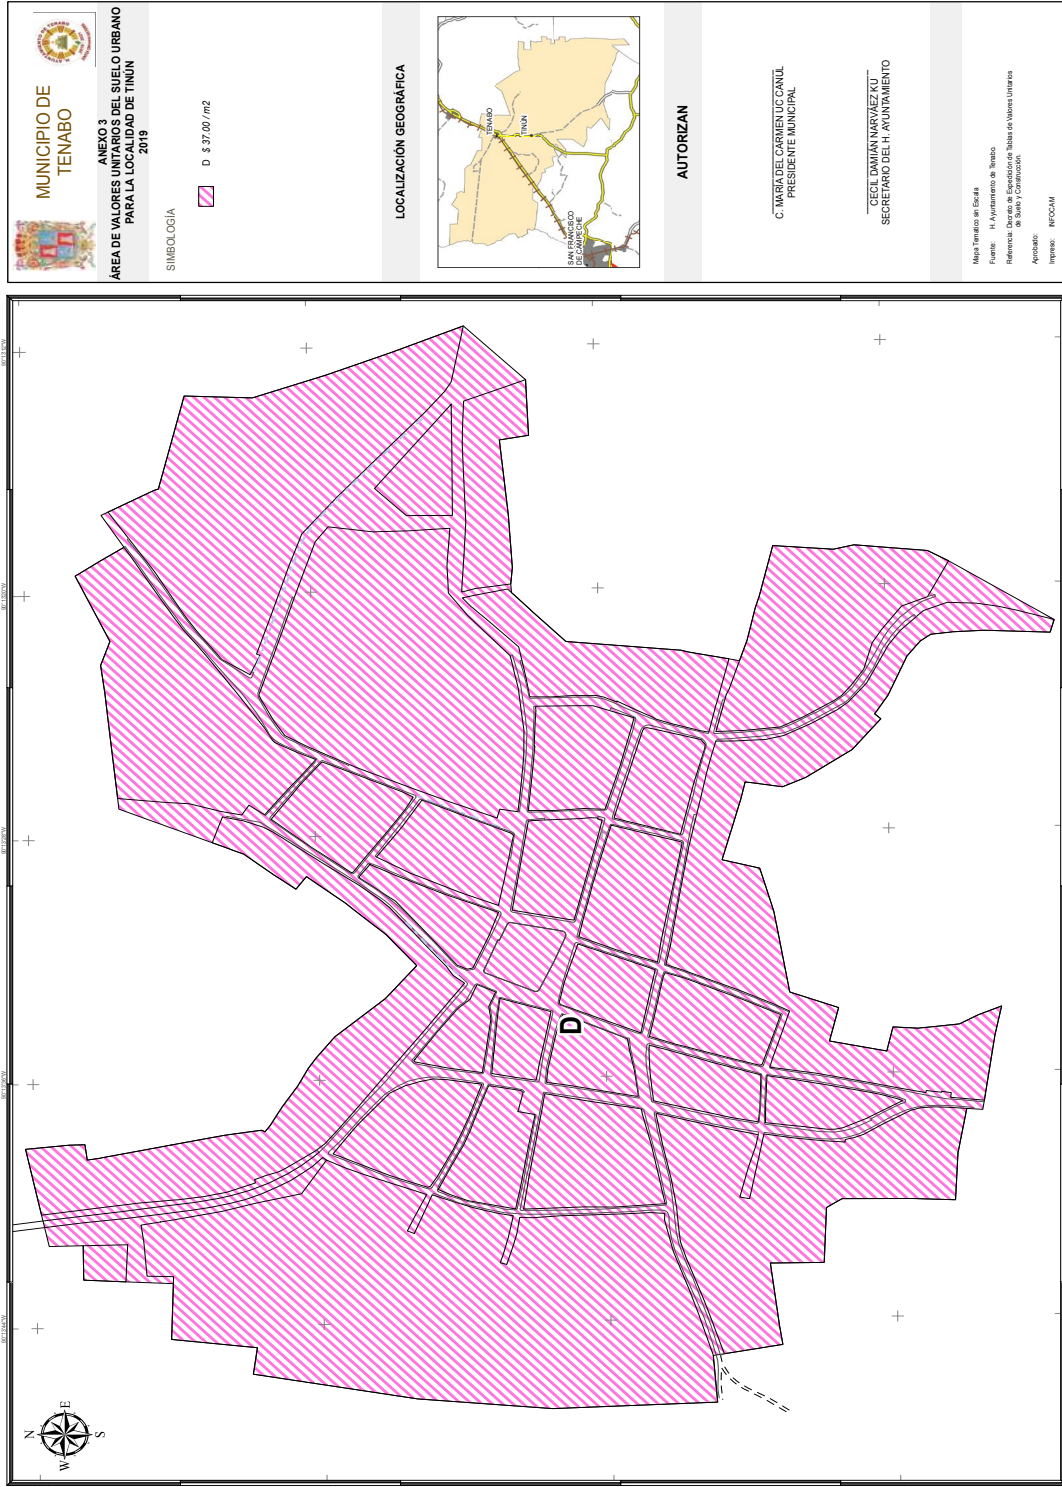 MUNICIPIO DE
TENABO
ANEXO 3
ÁREA DE VALORES UNITARIOS DEL SUELO URBANO
PARA LA LOCALIDAD DE TINÚN
2019
SIMBOLOGÍA
D $ 37.00 / m2
LOCALIZACIÓN GEOGRÁFICA
TENABO
TINÚN
SAN FRANCISCO
DE CAMPECHE
AUTORIZAN
C. MARÍA DEL CARMEN UC CANUL
PRESIDENTE MUNICIPAL
CECIL DAMIÁN NARVÁEZ KU
SECRETARIO DEL H. AYUNTAMIENTO
Mapa Tematico sin Escala
Fuente: H. Ayuntamiento de Tenabo.
Referencia: Decreto de Expedición de Tablas de Valores Unitarios
de Suelo y Construcción.
Aprobado:
Impreso: INFOCAM
D
N
W
E
S